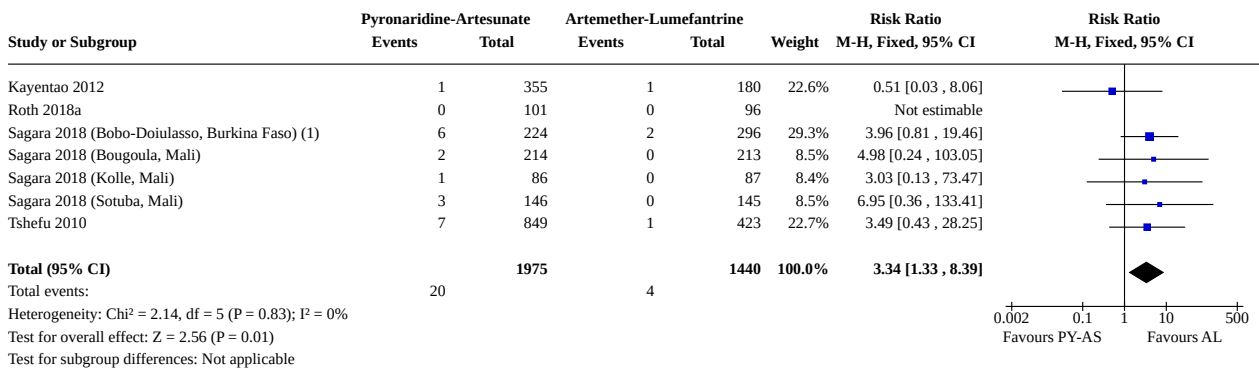 Pyronaridine-Artesunate Artemether-Lumefantrine Risk Ratio Risk Ratio
Study or Subgroup Events Total Events Total Weight M-H, Fixed, 95% CI M-H, Fixed, 95% CI
Kayentao 2012 1 355 1 180 22.6% 0.51 [0.03 , 8.06]
Roth 2018a 0 101 0 96 Not estimable
Sagara 2018 (Bobo-Doiulasso, Burkina Faso) (1) 6 224 2 296 29.3% 3.96 [0.81 , 19.46]
Sagara 2018 (Bougoula, Mali) 2 214 0 213 8.5% 4.98 [0.24 , 103.05]
Sagara 2018 (Kolle, Mali) 1 86 0 87 8.4% 3.03 [0.13 , 73.47]
Sagara 2018 (Sotuba, Mali) 3 146 0 145 8.5% 6.95 [0.36 , 133.41]
Tshefu 2010 7 849 1 423 22.7% 3.49 [0.43 , 28.25]
Total (95% CI) 1975 1440 100.0% 3.34 [1.33 , 8.39]
Total events: 20 4
Heterogeneity: Chi² = 2.14, df = 5 (P = 0.83); I² = 0%
0.002 0.1 1 10 500
Test for overall effect: Z = 2.56 (P = 0.01)
Favours PY-AS Favours AL
Test for subgroup differences: Not applicable